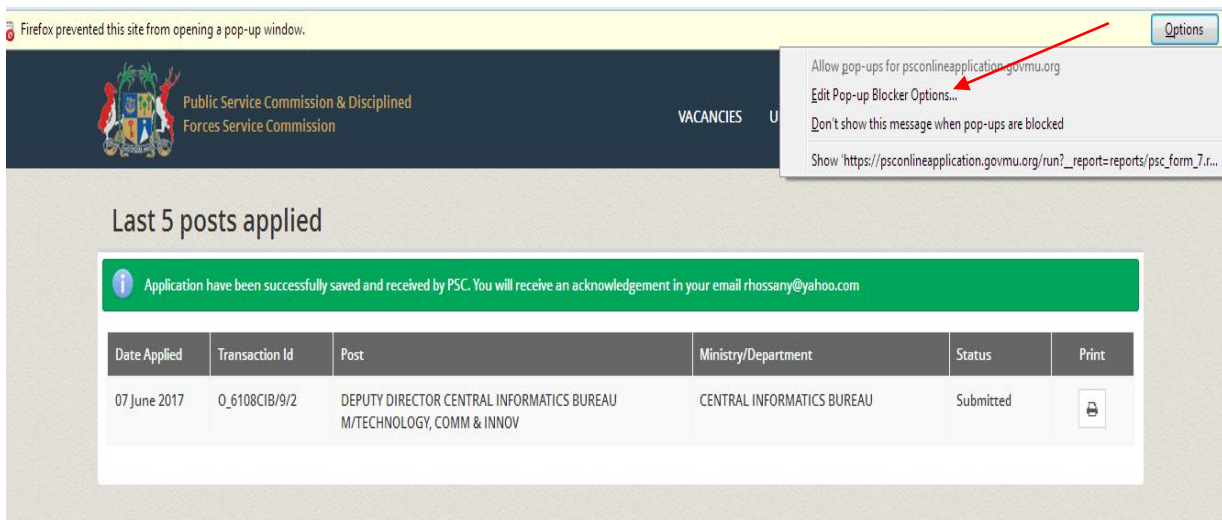 Firefox prevented this site from opening a pop-up window.
Options
Allow pop-ups for psconlineapplication.govmu.org
Edit Pop-up Blocker Options...
Don't show this message when pop-ups are blocked
Show 'https://psconlineapplication.govmu.org/run?__report=reports/psc_form_7.r...
Public Service Commission & Disciplined
Forces Service Commission
VACANCIES U
Last 5 posts applied
Application have been successfully saved and received by PSC. You will receive an acknowledgement in your email rhossany@yahoo.com
Date Applied Transaction Id Post Ministry/Department Status Print
07 June 2017 O_6108CIB/9/2 DEPUTY DIRECTOR CENTRAL INFORMATICS BUREAU CENTRAL INFORMATICS BUREAU Submitted
M/TECHNOLOGY, COMM & INNOV